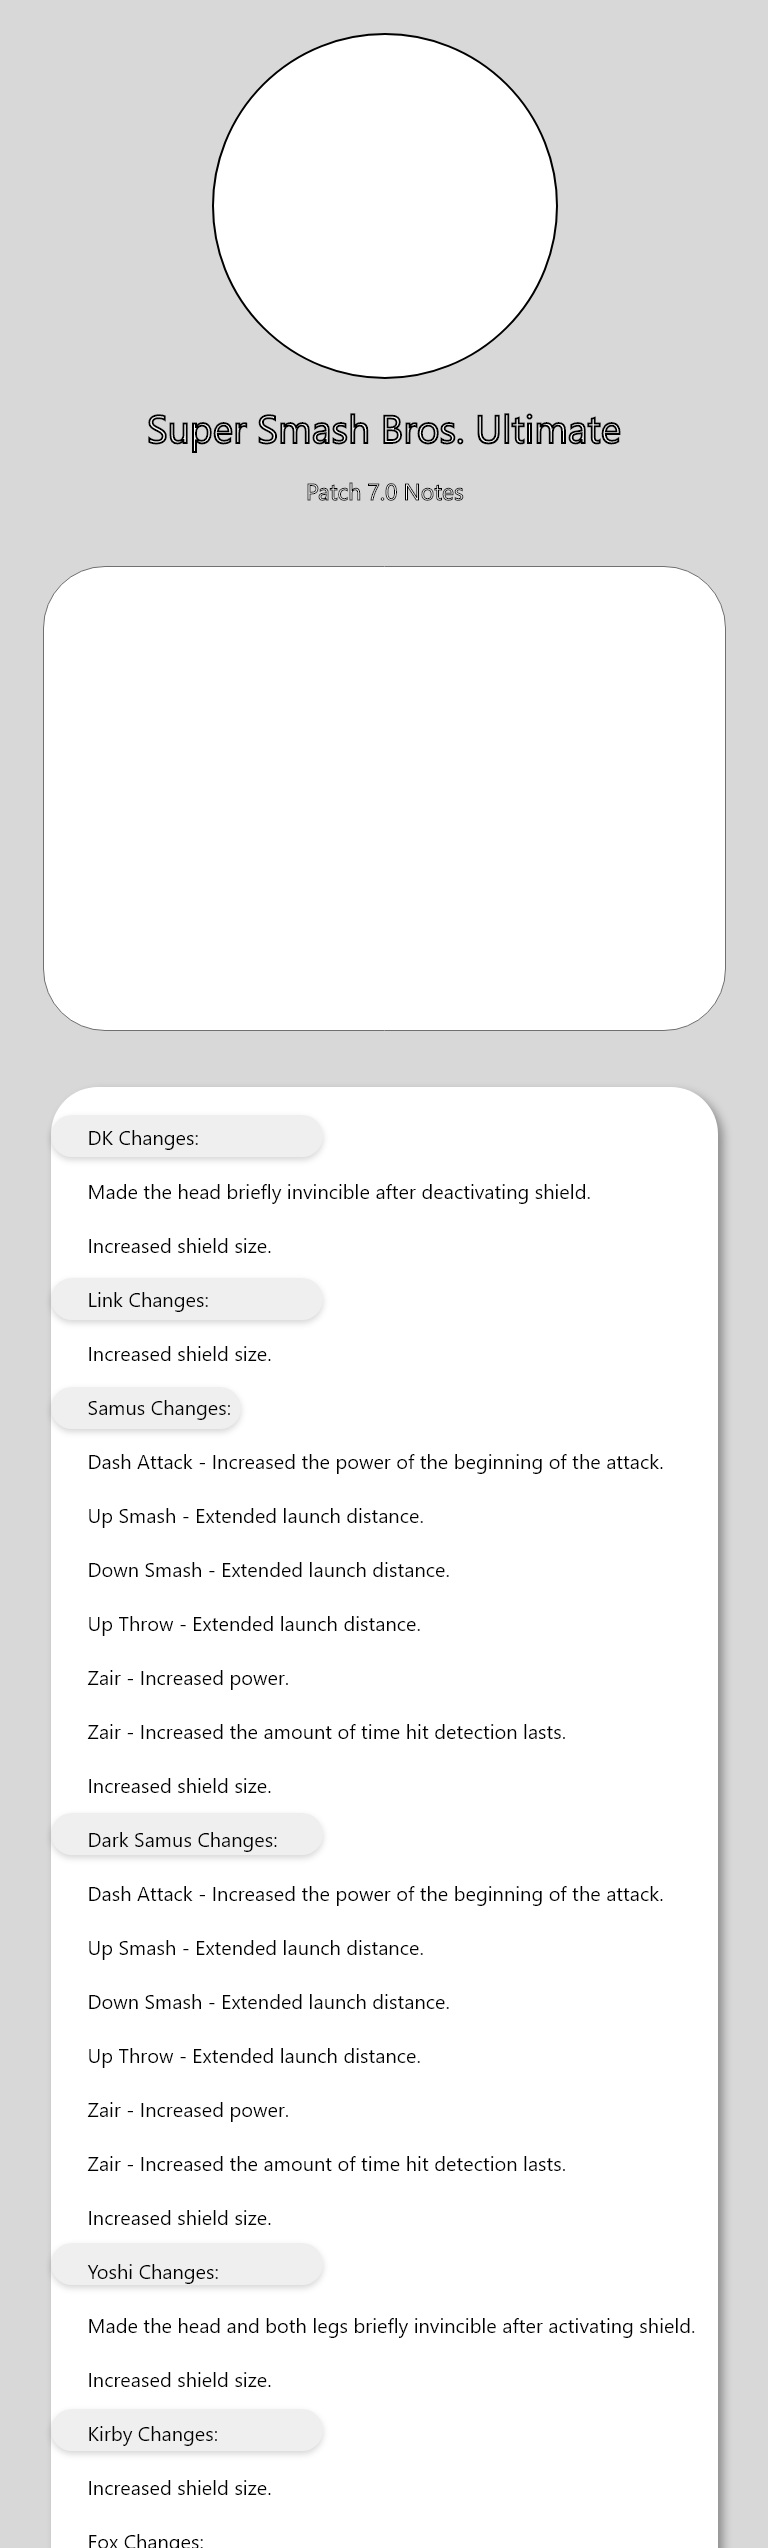 Super Smash Bros. Ultimate
Patch 7.0 Notes
DK Changes:
Made the head briefly invincible after deactivating shield.
Increased shield size.
Link Changes:
Increased shield size.
Samus Changes:
Dash Attack - Increased the power of the beginning of the attack.
Up Smash - Extended launch distance.
Down Smash - Extended launch distance.
Up Throw - Extended launch distance.
Zair - Increased power.
Zair - Increased the amount of time hit detection lasts.
Increased shield size.
Dark Samus Changes:
Dash Attack - Increased the power of the beginning of the attack.
Up Smash - Extended launch distance.
Down Smash - Extended launch distance.
Up Throw - Extended launch distance.
Zair - Increased power.
Zair - Increased the amount of time hit detection lasts.
Increased shield size.
Yoshi Changes:
Made the head and both legs briefly invincible after activating shield.
Increased shield size.
Kirby Changes:
Increased shield size.
Fox Changes: